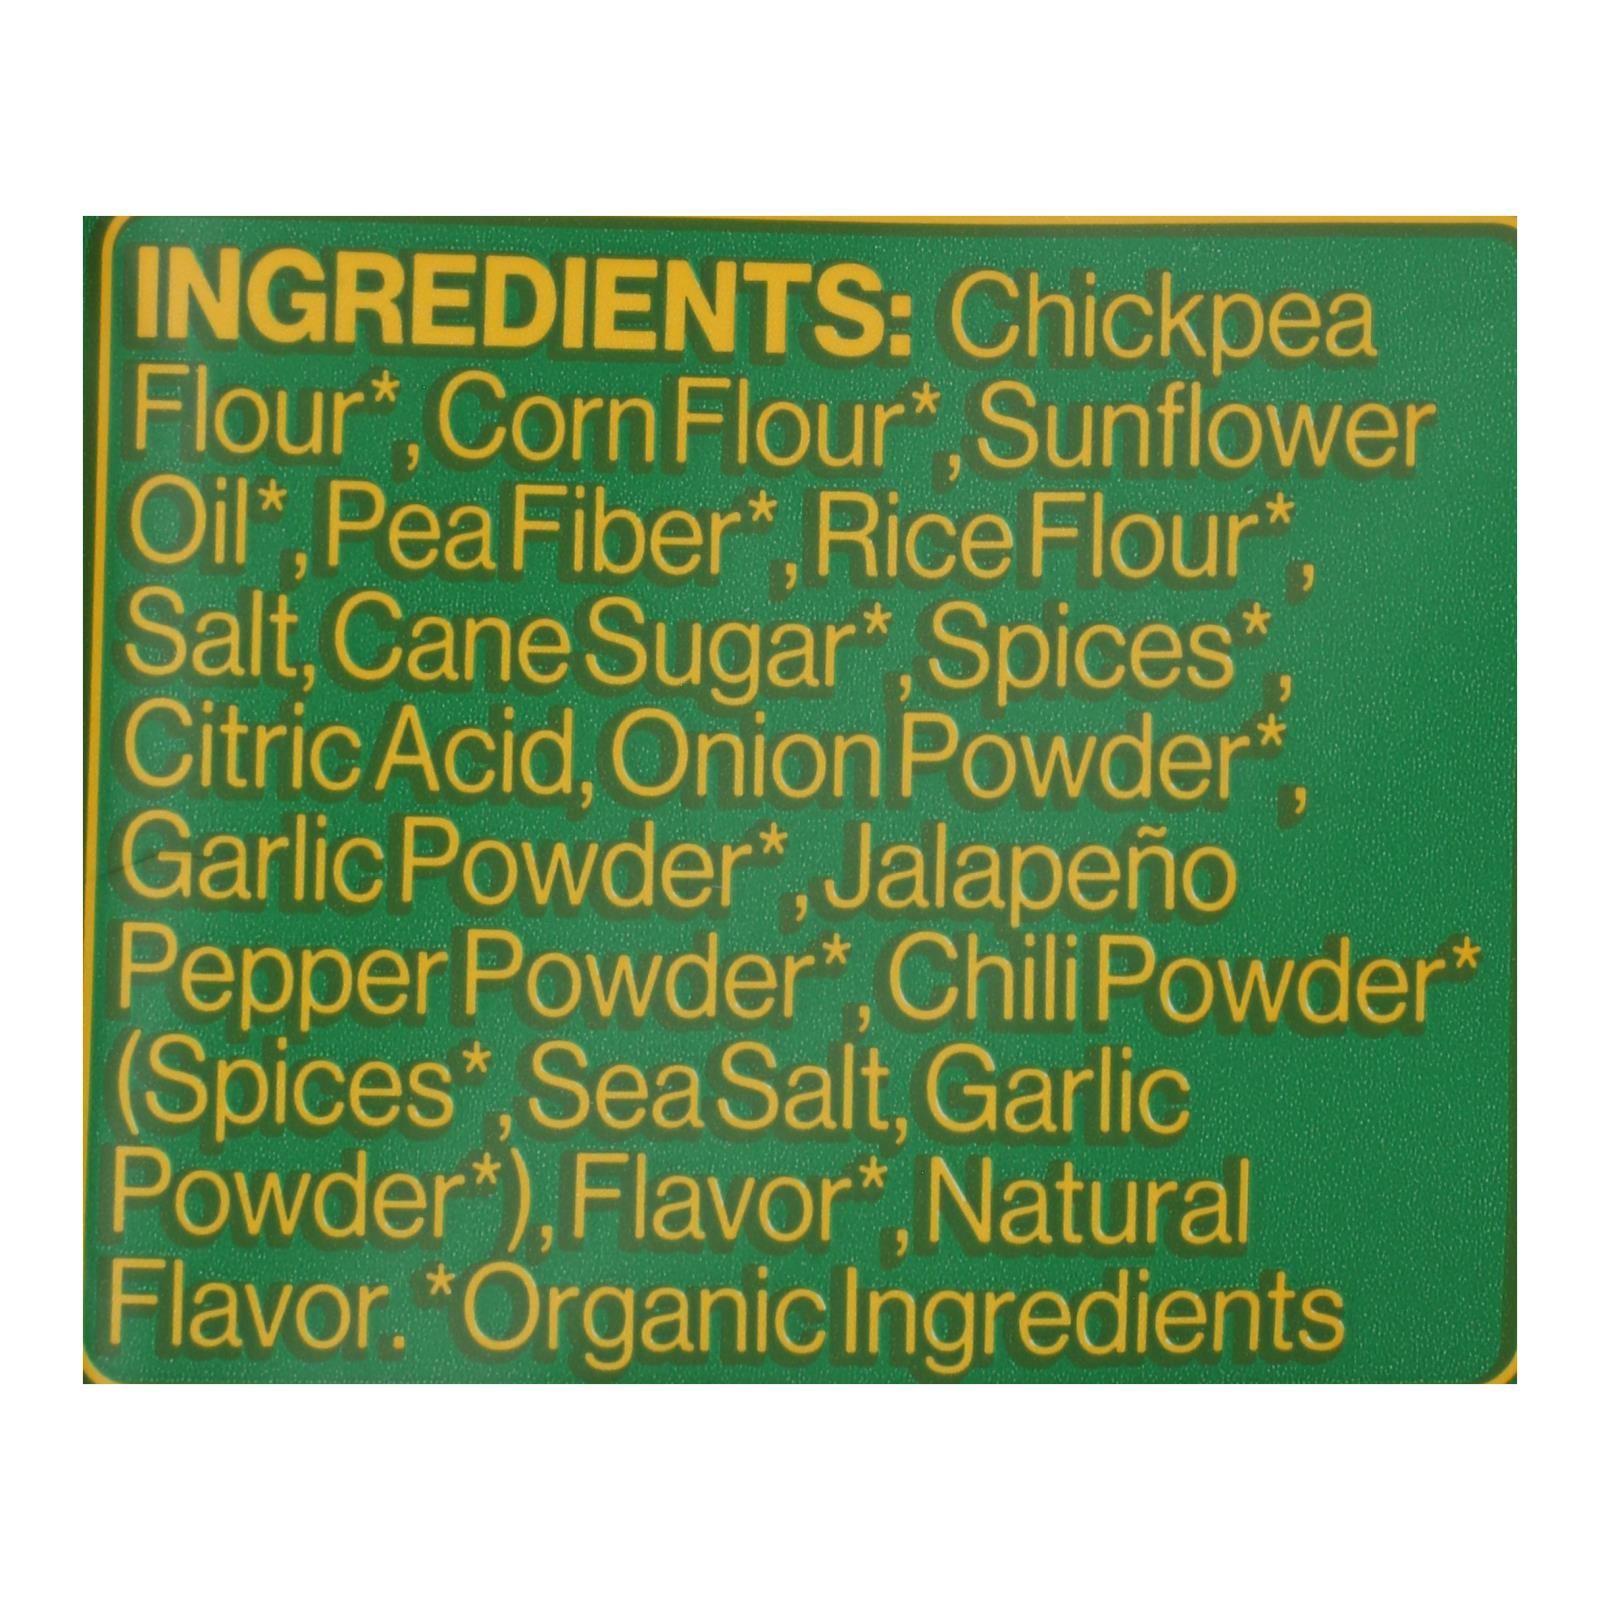 INGREDIENTS: Chickpea
Flour*, Corn Flour*, Sunflower
Oil*, Pea Fiber*, Rice Flour*,
Salt, Cane Sugar*, Spices*,
Citric Acid, Onion Powder*,
Garlic Powder*, Jalapeño
Pepper Powder*, Chili Powder*
(Spices*, Sea Salt, Garlic
Powder*), Flavor*, Natural
Flavor. *Organic Ingredients